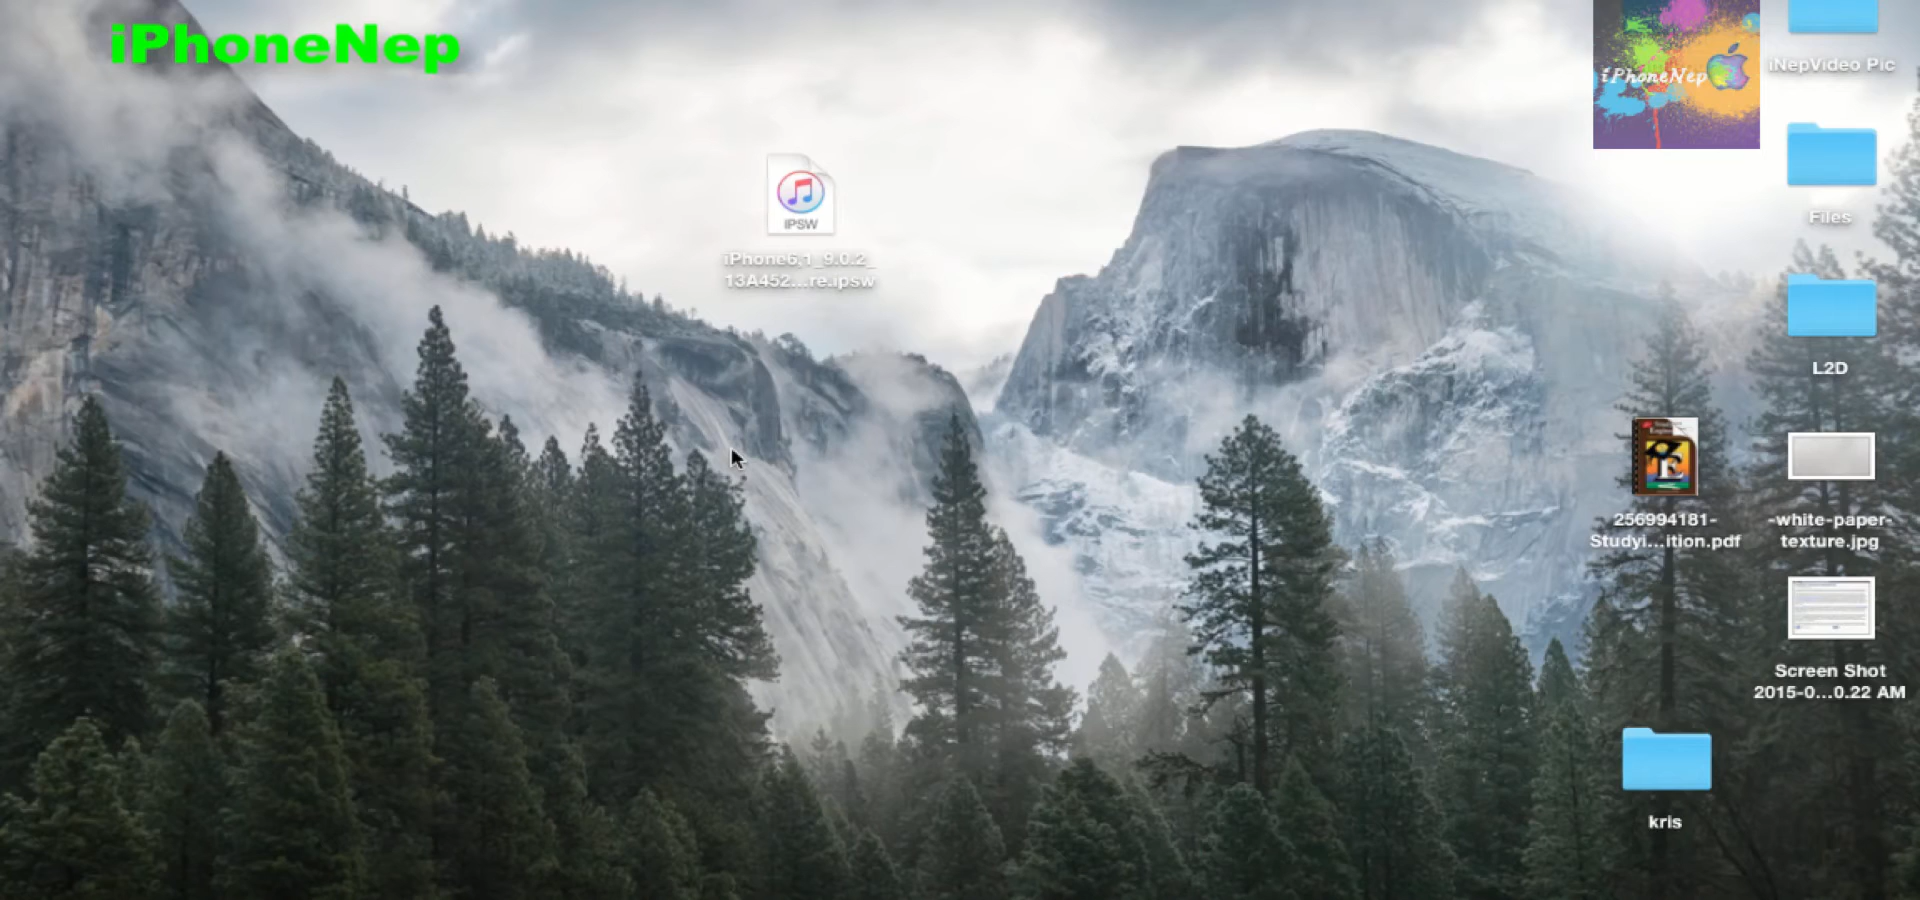 iPhoneNep
iPhoneNep
iNepVideo Pic
IPSW
Files
iPhone6,1_9.0.2_
13A452...re.ipsw
L2D
256994181-
Studyi...ition.pdf
-white-paper-
texture.jpg
Screen Shot
2015-0...0.22 AM
kris